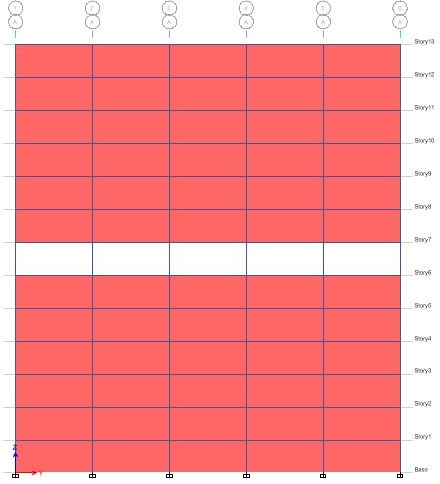 1 2 3 4 5 6
A A A A A A
Story13
Story12
Story11
Story10
Story9
Story8
Story7
Story6
Story5
Story4
Story3
Story2
Story1
Z
Y
Base